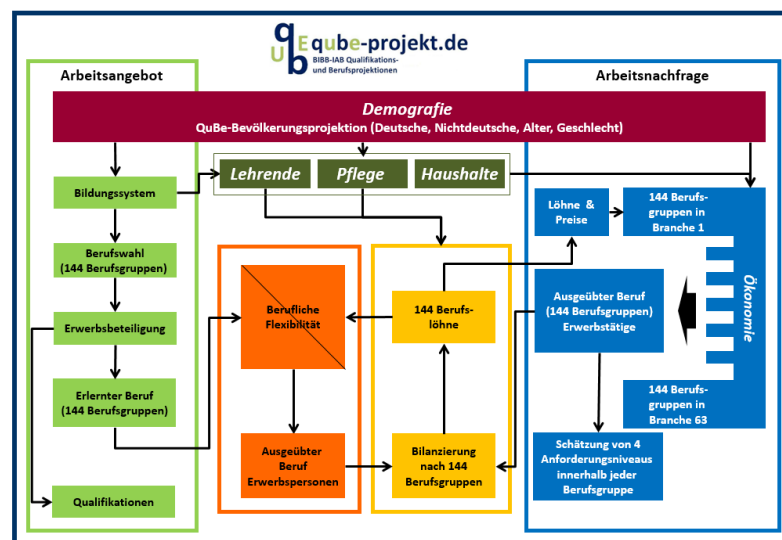 qube
qube-projekt.de
BIBB-IAB Qualifikations-
und Berufsprojektionen
Arbeitsangebot
Arbeitsnachfrage
Demografie
QuBe-Bevölkerungsprojektion (Deutsche, Nichtdeutsche, Alter, Geschlecht)
Lehrende
Pflege
Haushalte
Bildungssystem
Berufswahl
(144 Berufsgruppen)
Erwerbsbeteiligung
Erlernter Beruf
(144 Berufsgruppen)
Qualifikationen
Berufliche
Flexibilität
Ausgeübter
Beruf
Erwerbspersonen
144 Berufs-
löhne
Bilanzierung
nach 144
Berufsgruppen
Löhne &
Preise
144 Berufs-
gruppen in
Branche 1
Ausgeübter Beruf
(144 Berufsgruppen)
Erwerbstätige
Ökonomie
144 Berufs-
gruppen in
Branche 63
Schätzung von 4
Anforderungsniveaus
innerhalb jeder
Berufsgruppe